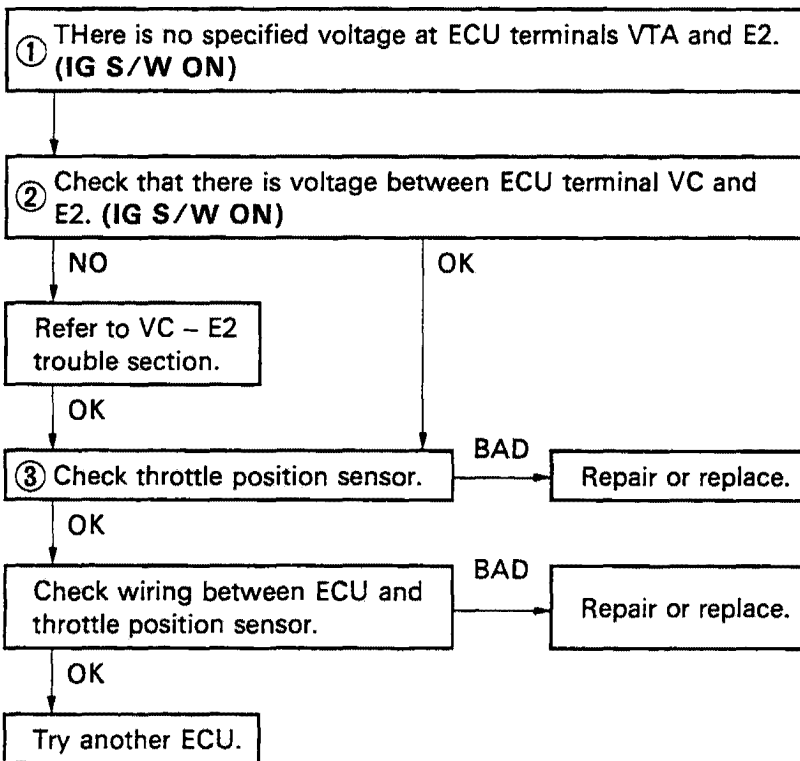 ① THere is no specified voltage at ECU terminals VTA and E2.
(IG S/W ON)
② Check that there is voltage between ECU terminal VC and
E2. (IG S/W ON)
NO
OK
Refer to VC – E2
trouble section.
OK
③ Check throttle position sensor.
BAD
Repair or replace.
OK
Check wiring between ECU and
throttle position sensor.
BAD
Repair or replace.
OK
Try another ECU.